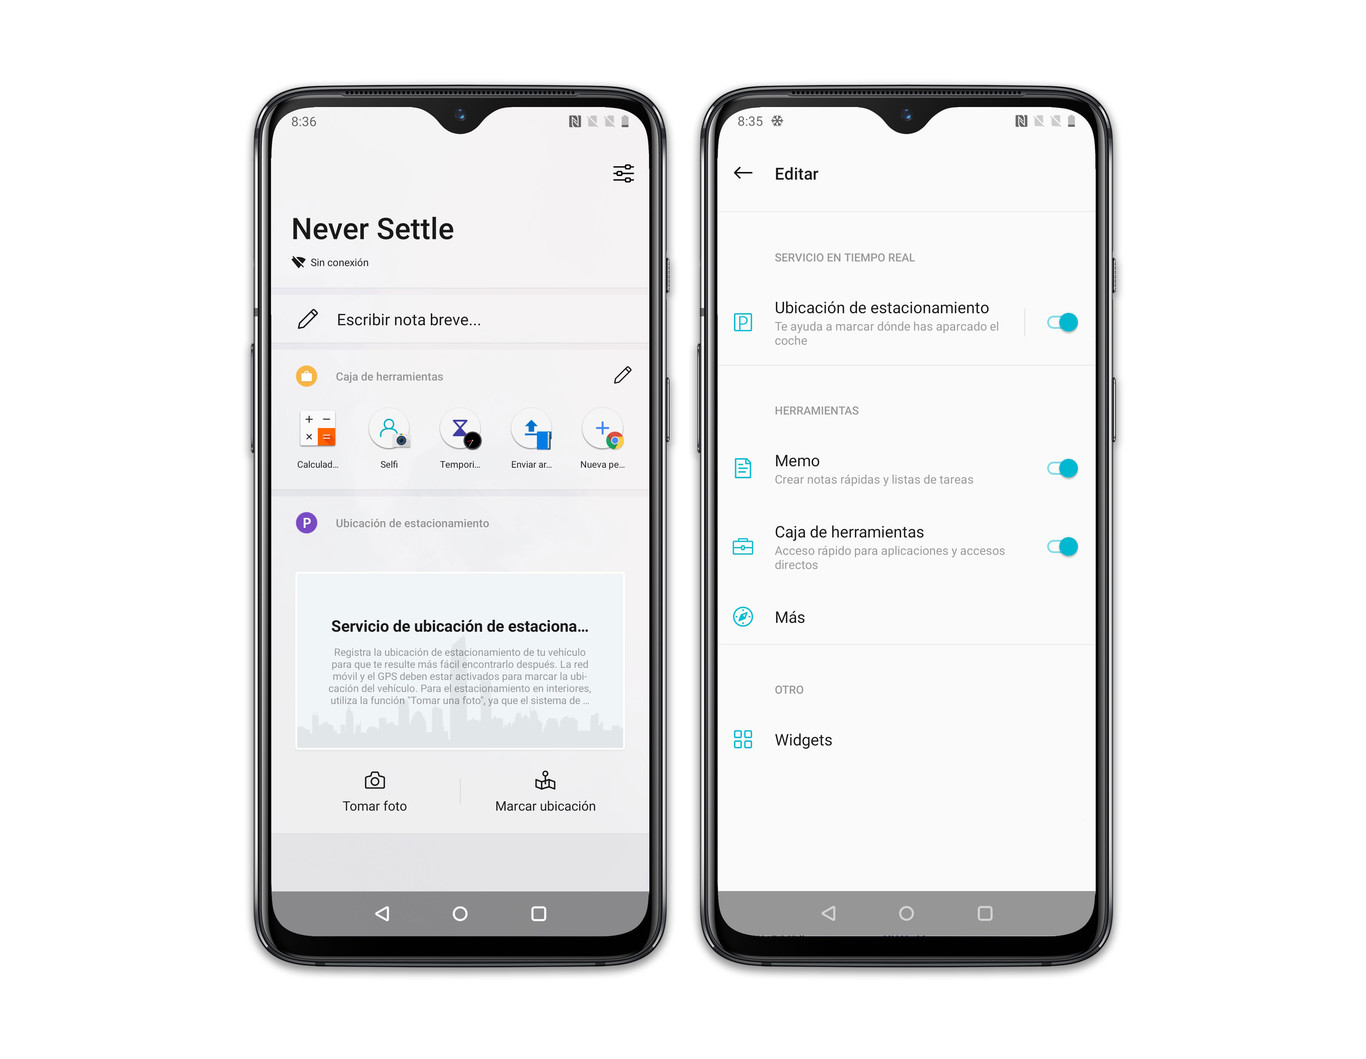 8:36
Never Settle
Sin conexión
Escribir nota breve...
Caja de herramientas
Calculad...
Selfi
Tempori...
Enviar ar...
Nueva pe...
P
Ubicación de estacionamiento
Servicio de ubicación de estaciona...
Registra la ubicación de estacionamiento de tu vehículo
para que te resulte más fácil encontrarlo después. La red
móvil y el GPS deben estar activados para marcar la ubi-
cación del vehículo. Para el estacionamiento en interiores,
utiliza la función "Tomar una foto", ya que el sistema de ...
Tomar foto
Marcar ubicación
8:35
Editar
SERVICIO EN TIEMPO REAL
P
Ubicación de estacionamiento
Te ayuda a marcar dónde has aparcado el
coche
HERRAMIENTAS
Memo
Crear notas rápidas y listas de tareas
Caja de herramientas
Acceso rápido para aplicaciones y accesos
directos
Más
OTRO
Widgets